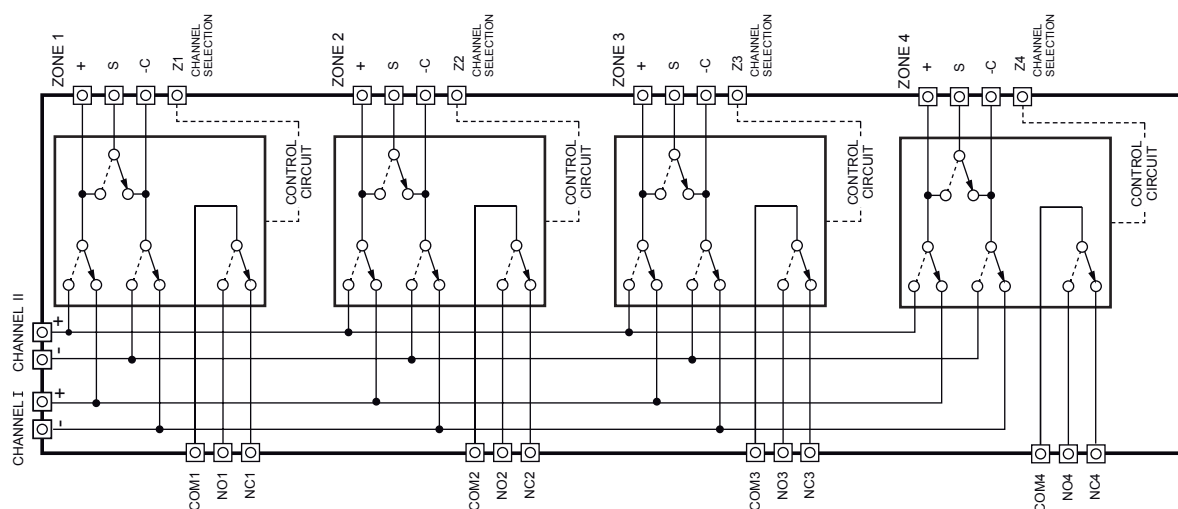 ZONE 1
+
S
-C
Z1
CHANNEL
SELECTION
ZONE 2
+
S
-C
Z2
CHANNEL
SELECTION
ZONE 3
+
S
-C
Z3
CHANNEL
SELECTION
ZONE 4
+
S
-C
Z4
CHANNEL
SELECTION
CONTROL
CIRCUIT
CONTROL
CIRCUIT
CONTROL
CIRCUIT
CONTROL
CIRCUIT
CHANNEL II
+
-
CHANNEL I
+
-
COM1
NO1
NC1
COM2
NO2
NC2
COM3
NO3
NC3
COM4
NO4
NC4